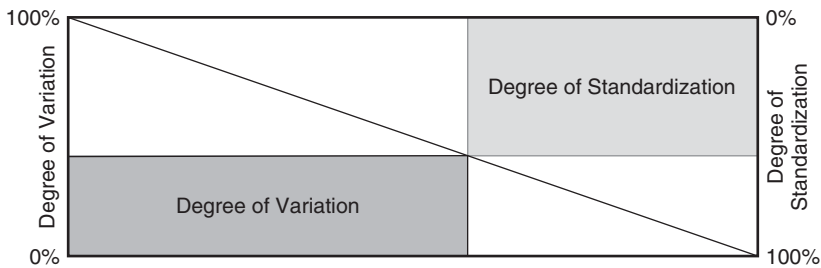 100%
0%
Degree of Variation
Degree of Standardization
Degree of Variation
Degree of
Standardization
0%
100%